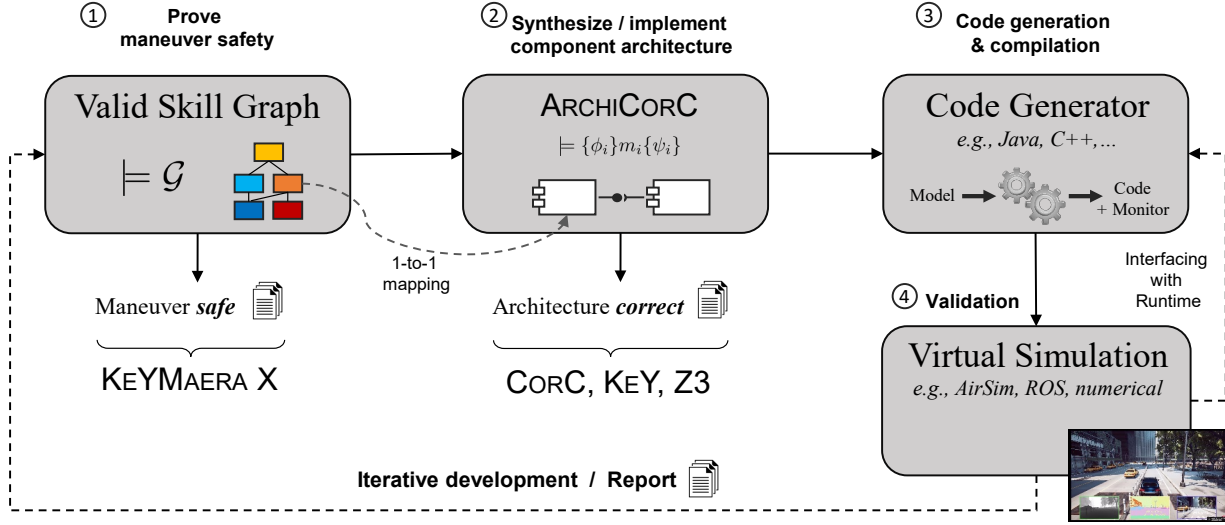 ① Prove
maneuver safety
② Synthesize / implement
component architecture
③ Code generation
& compilation
Valid Skill Graph
⊨ 𝒢
ARCHICORC
⊨ {ϕᵢ}mᵢ{ψᵢ}
Code Generator
e.g., Java, C++,...
Model
Code
+ Monitor
1-to-1
mapping
Interfacing
with
Runtime
Maneuver safe
KEYMAERA X
Architecture correct
CORC, KEY, Z3
④ Validation
Virtual Simulation
e.g., AirSim, ROS, numerical
Iterative development / Report